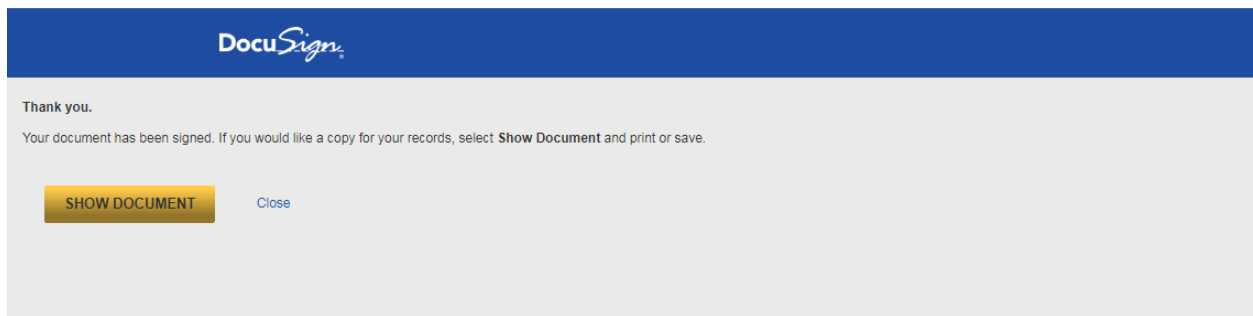 DocuSign
Thank you.
Your document has been signed. If you would like a copy for your records, select Show Document and print or save.
SHOW DOCUMENT
Close